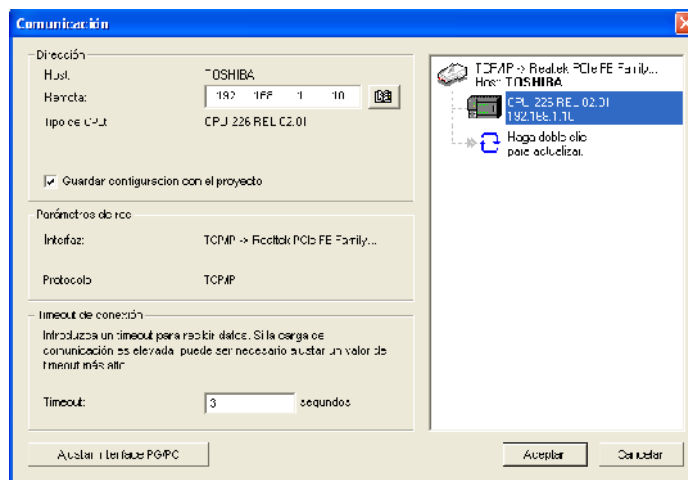 Comunicación
Dirección
Host: TOSHIBA
Remota: 192 168 1 10
Tipo de CPU: CPU 226 REL 02.01
Guardar configuracion con el proyecto
Parámetros de red
Interfaz: TCP/IP -> Realtek PCIe FE Family...
Protocolo TCP/IP
Timeout de conexión
Introduzca un timeout para recibir datos. Si la carga de
comunicación es elevada, puede ser necesario ajustar un valor de
timeout más alto
Timeout: 3 segundos
Ajustar interface PG/PC
TCP/IP -> Realtek PCIe FE Family...
Host: TOSHIBA
CPU 226 REL 02.01
192.168.1.10
Haga doble clic
para actualizar.
Aceptar
Cancelar